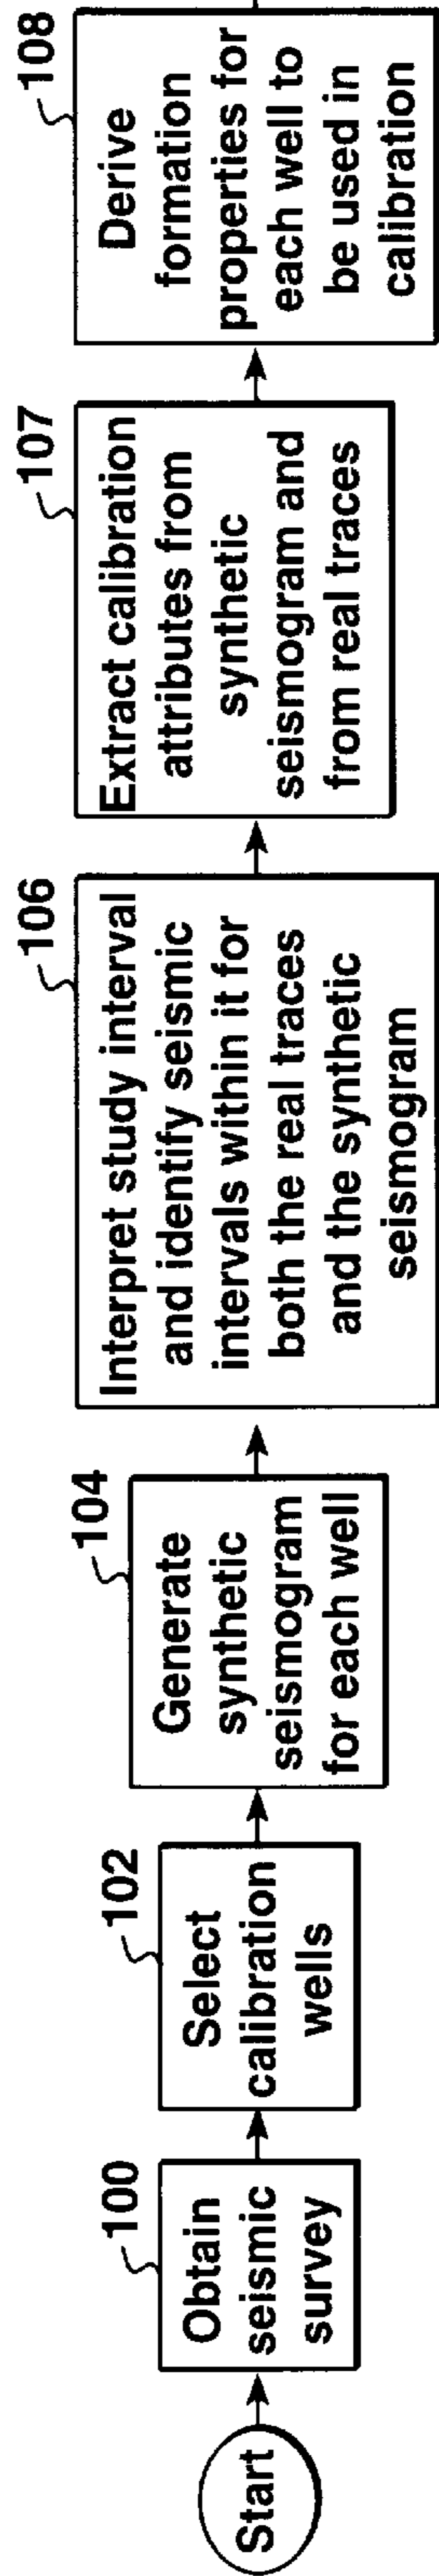 Start
100
Obtain
seismic
survey
102
Select
calibration
wells
104
Generate
synthetic
seismogram
for each well
106
Interpret study interval
and identify seismic
intervals within it for
both the real traces
and the synthetic
seismogram
107
Extract calibration
attributes from
synthetic
seismogram and
from real traces
108
Derive
formation
properties for
each well to
be used in
calibration